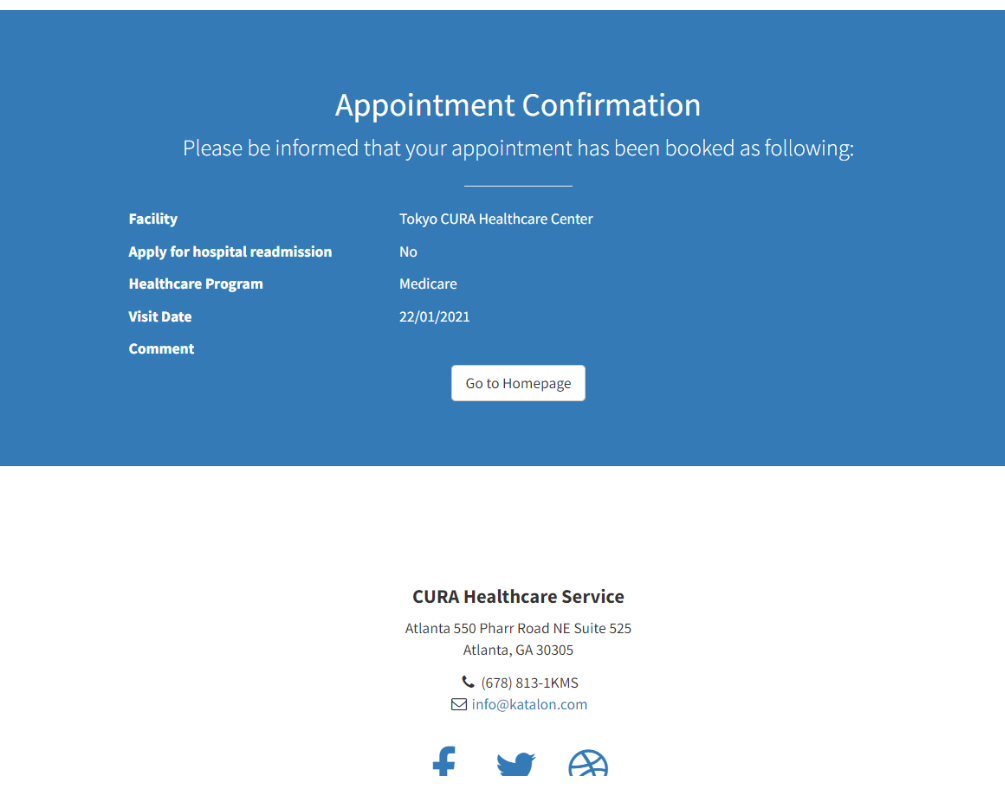 Appointment Confirmation
Please be informed that your appointment has been booked as following:
Facility Tokyo CURA Healthcare Center
Apply for hospital readmission No
Healthcare Program Medicare
Visit Date 22/01/2021
Comment
Go to Homepage
CURA Healthcare Service
Atlanta 550 Pharr Road NE Suite 525
Atlanta, GA 30305
(678) 813-1KMS
info@katalon.com